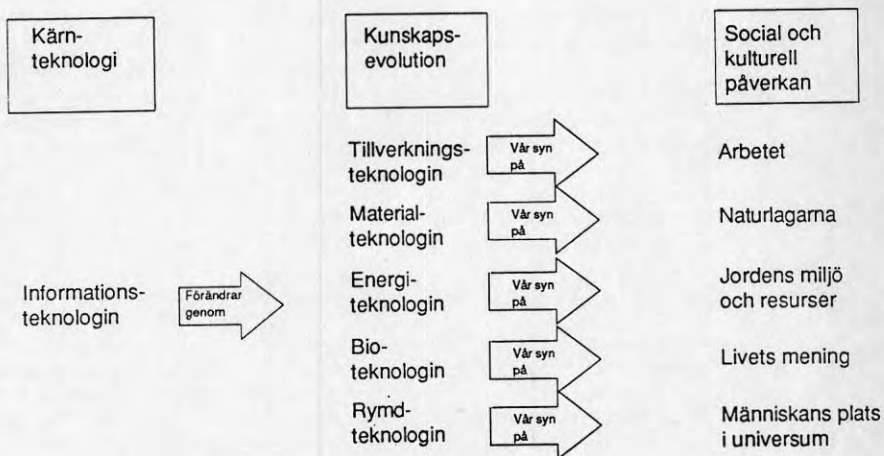 Kärn-
teknologi
Kunskaps-
evolution
Social och
kulturell
påverkan
Informations-
teknologin
Förändrar
genom
Tillverknings-
teknologin
Vår syn
på
Arbetet
Material-
teknologin
Vår syn
på
Naturlagarna
Energi-
teknologin
Vår syn
på
Jordens miljö
och resurser
Bio-
teknologin
Vår syn
på
Livets mening
Rymd-
teknologin
Vår syn
på
Människans plats
i universum